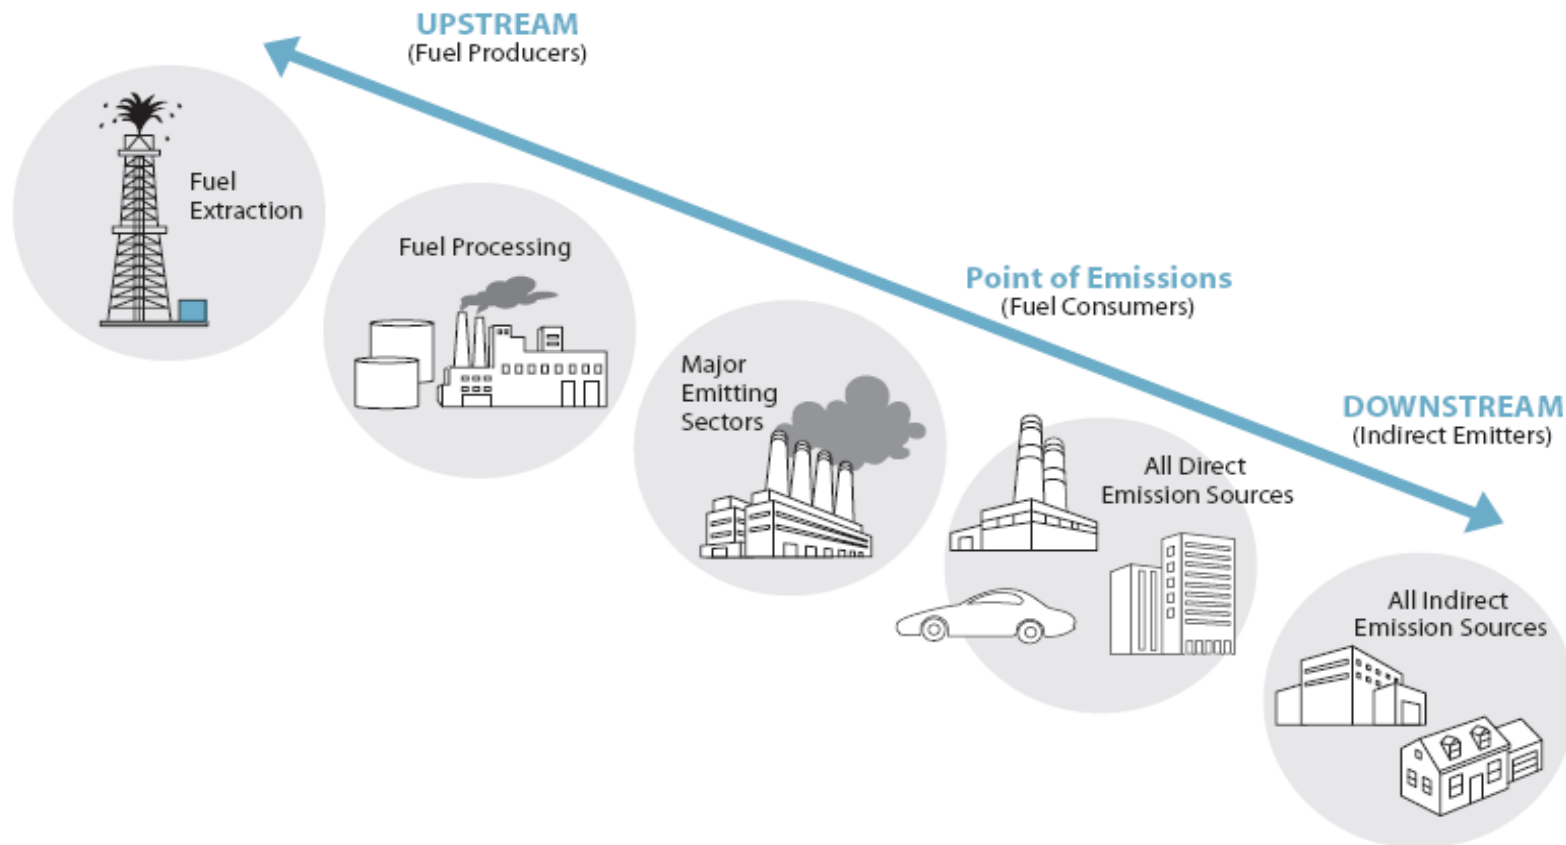 UPSTREAM
(Fuel Producers)
Fuel
Extraction
Fuel Processing
Point of Emissions
(Fuel Consumers)
Major
Emitting
Sectors
DOWNSTREAM
(Indirect Emitters)
All Direct
Emission Sources
All Indirect
Emission Sources